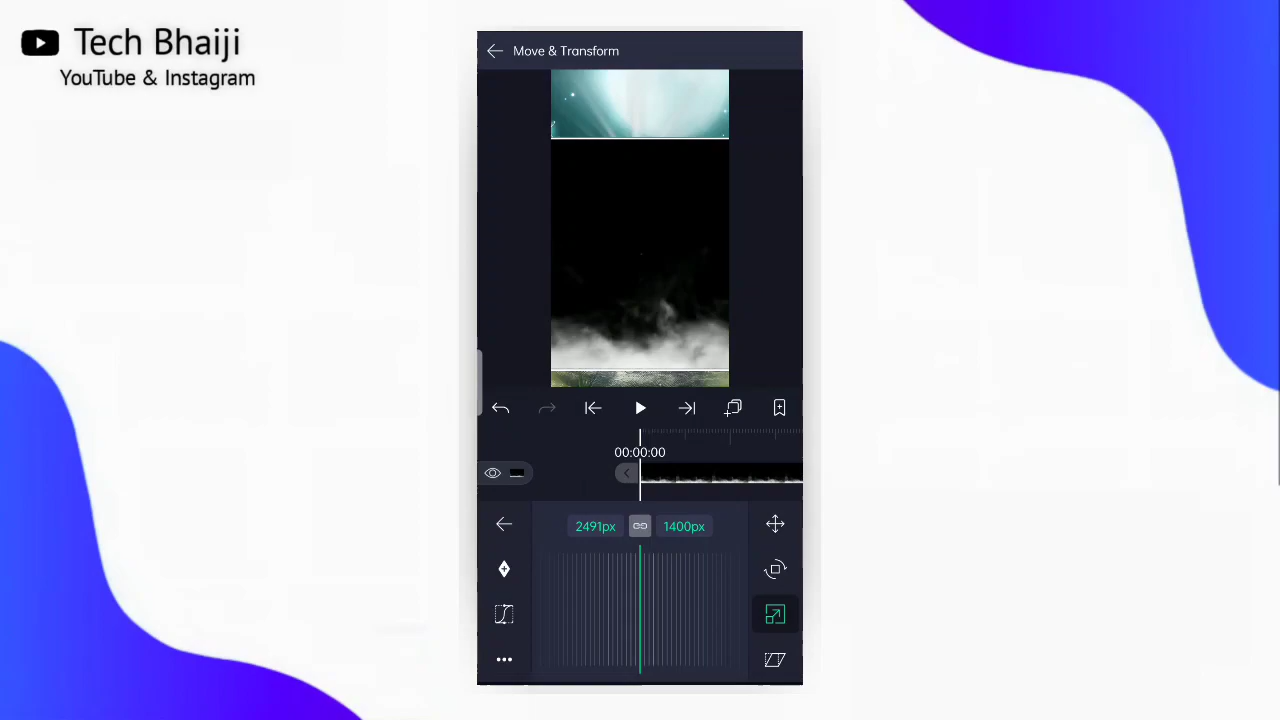 Tech Bhaiji
YouTube & Instagram
Move & Transform
00:00:00
2491px
1400px